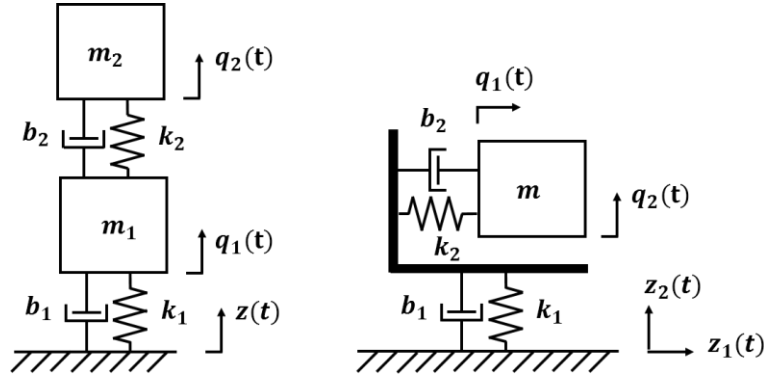 m₂
q₂(t)
b₂
k₂
m₁
q₁(t)
b₁
k₁
z(t)
q₁(t)
b₂
m
q₂(t)
k₂
b₁
k₁
z₂(t)
z₁(t)